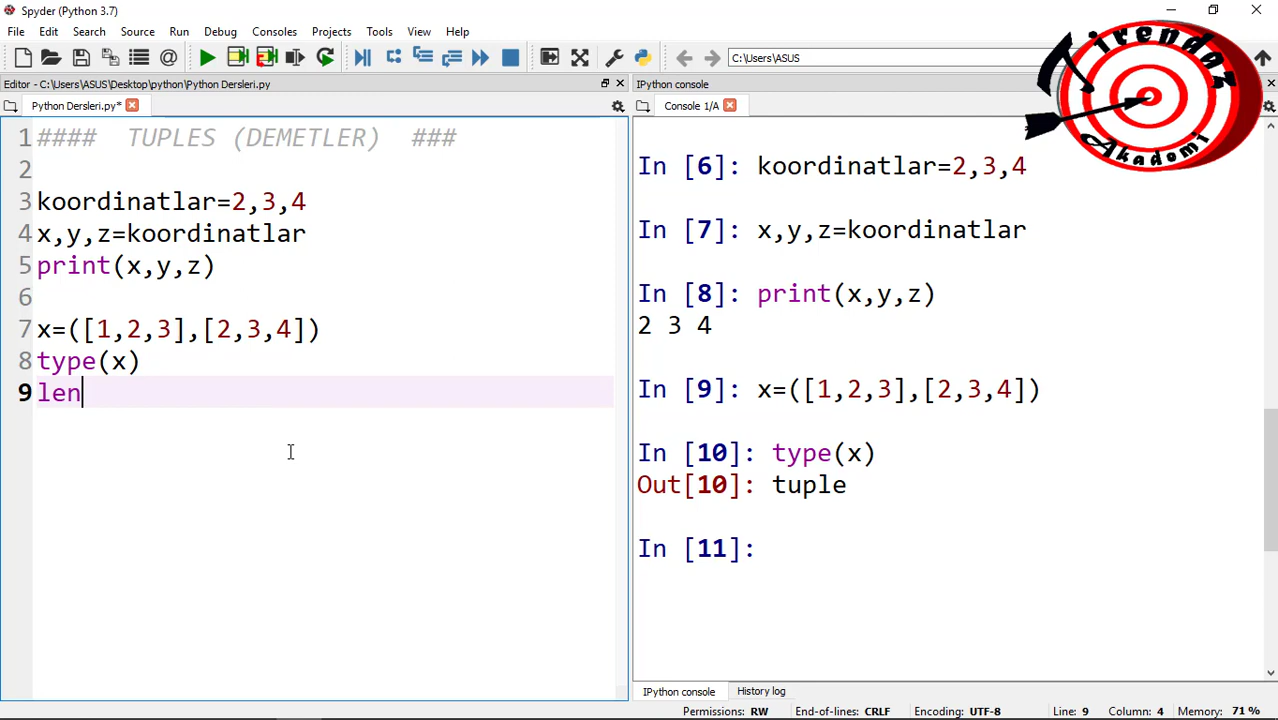 Spyder (Python 3.7)
File Edit Search Source Run Debug Consoles Projects Tools View Help
C:\Users\ASUS
Tirendaz
Akademi
Editor - C:\Users\ASUS\Desktop\python\Python Dersleri.py
Python Dersleri.py*
1 #### TUPLES (DEMETLER) ###
2
3 koordinatlar=2,3,4
4 x,y,z=koordinatlar
5 print(x,y,z)
6
7 x=([1,2,3],[2,3,4])
8 type(x)
9 len
IPython console
Console 1/A
In [6]: koordinatlar=2,3,4
In [7]: x,y,z=koordinatlar
In [8]: print(x,y,z)
2 3 4
In [9]: x=([1,2,3],[2,3,4])
In [10]: type(x)
Out[10]: tuple
In [11]:
IPython console History log
Permissions: RW End-of-lines: CRLF Encoding: UTF-8 Line: 9 Column: 4 Memory: 71 %